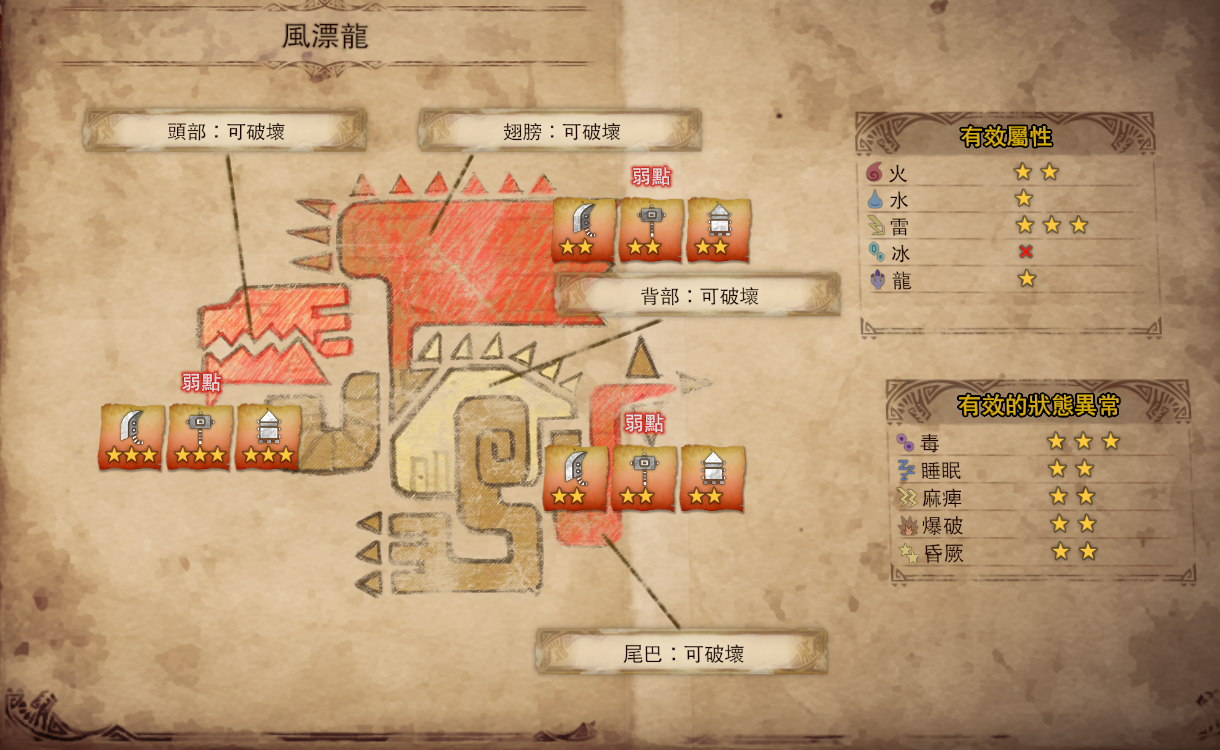 風漂龍
頭部：可破壞
翅膀：可破壞
弱點
背部：可破壞
弱點
弱點
尾巴：可破壞
有效屬性
火
水
雷
冰
龍
有效的狀態異常
毒
睡眠
麻痺
爆破
昏厥